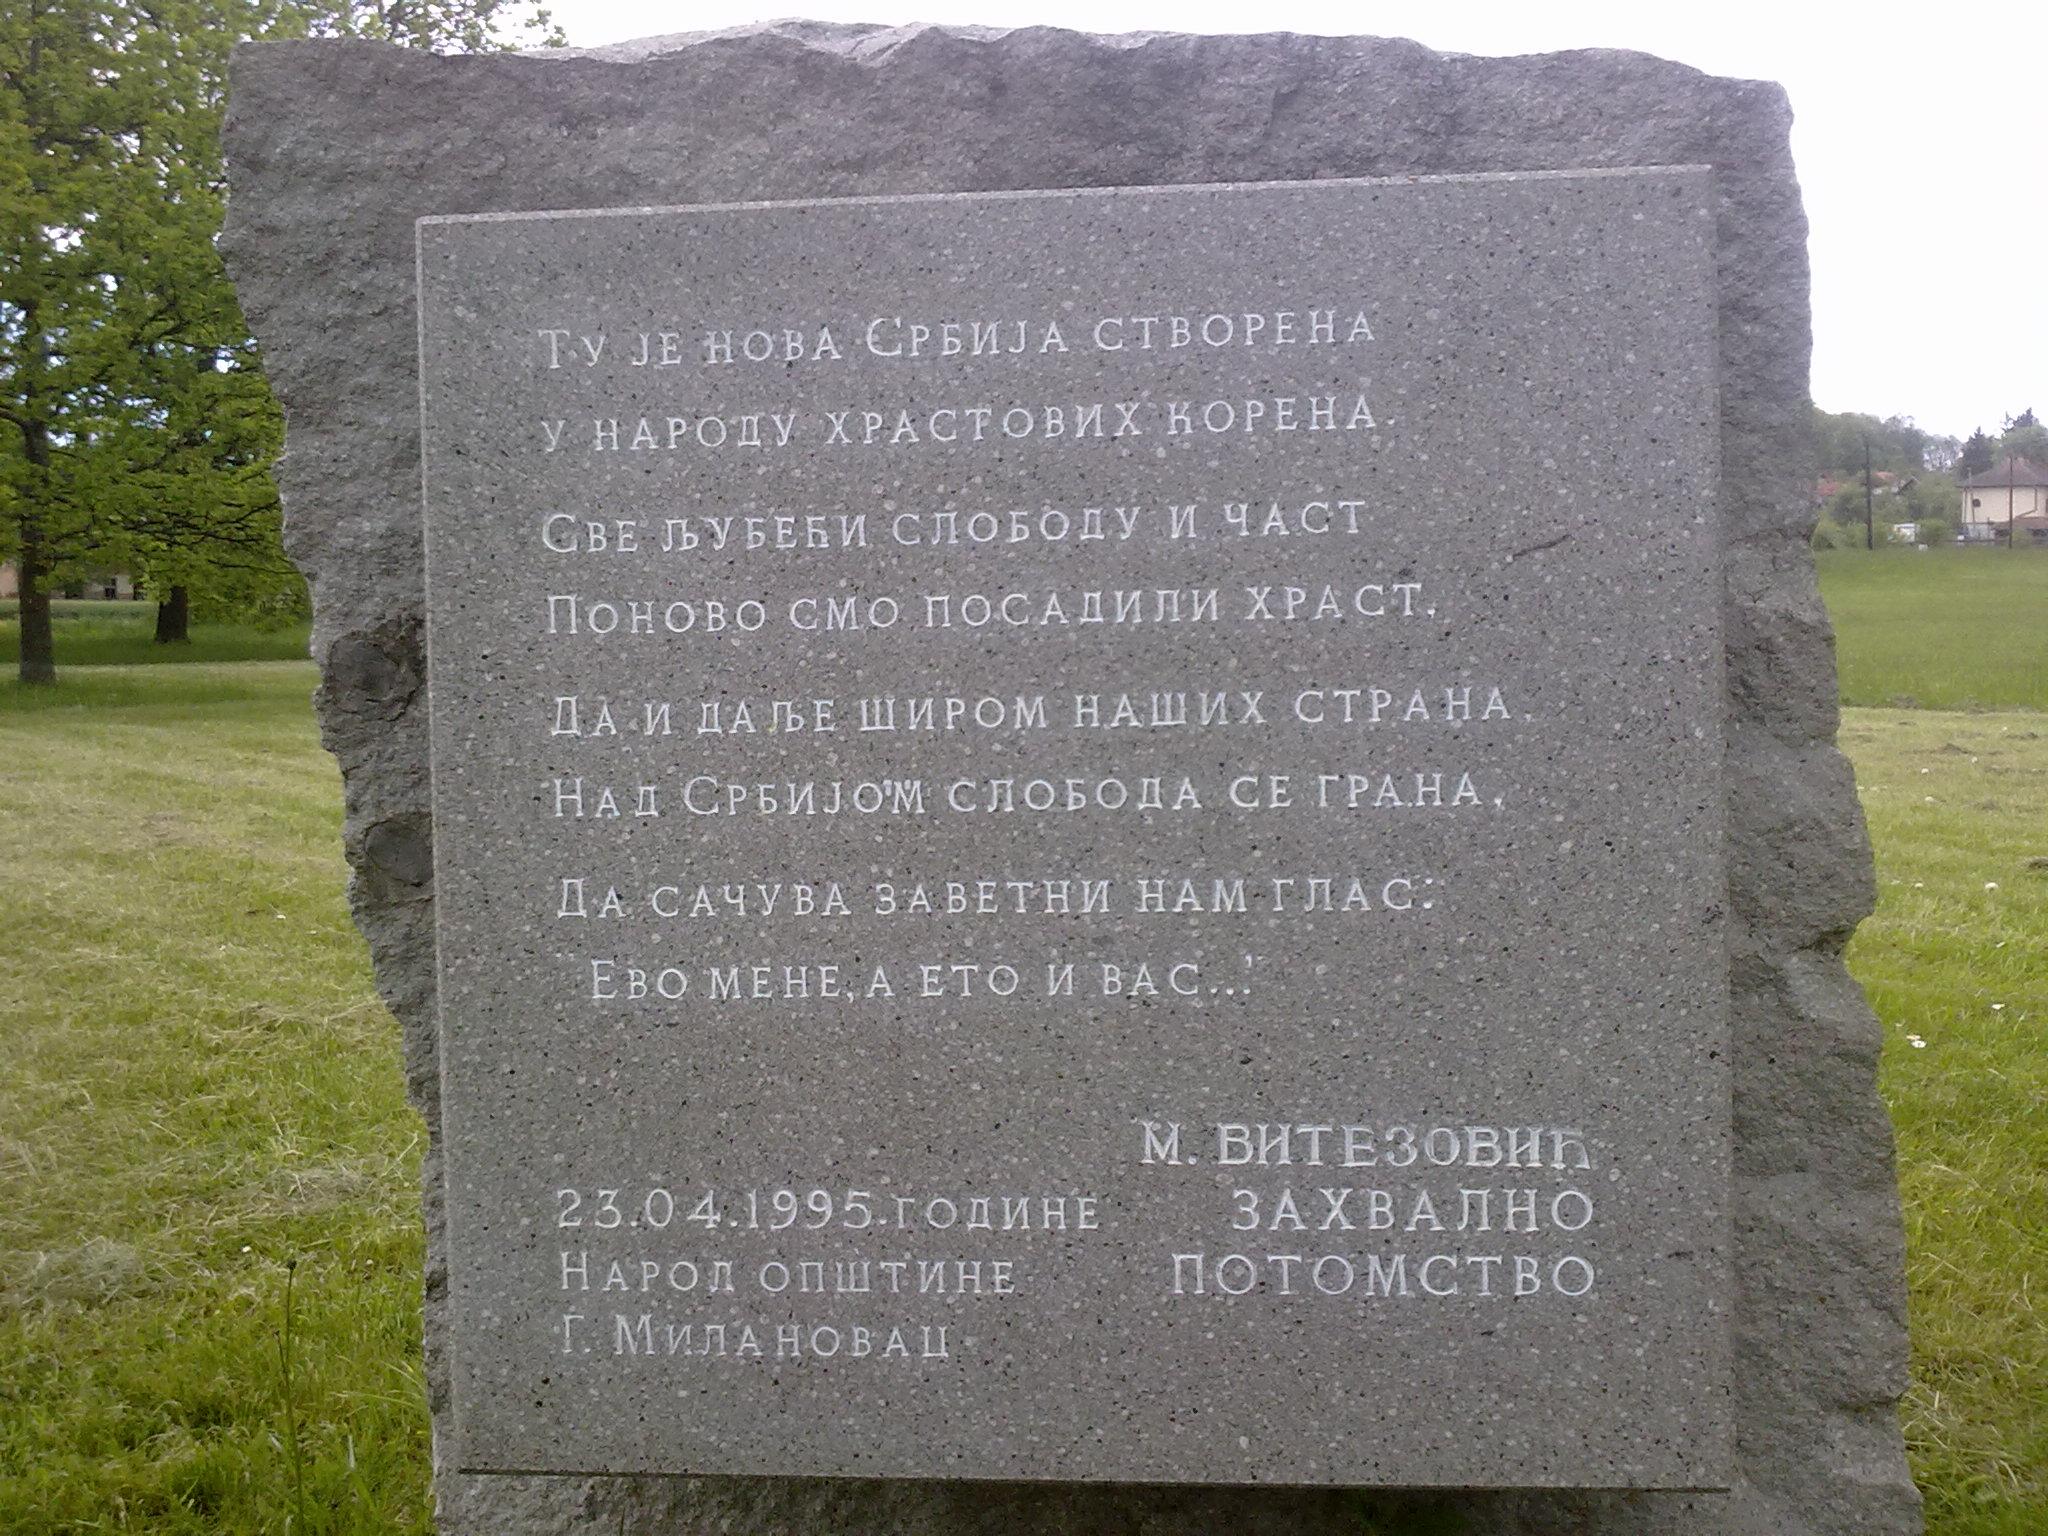 Ту је нова Србија створена
у народу храстових корена.
Све љубећи слободу и част
Поново смо посадили храст.
Да и даље широм наших страна,
Над Србијом слобода се грана,
Да сачува заветни нам глас:
"Ево мене, а ето и вас..."
М. ВИТЕЗОВИЋ
23.04.1995. године
ЗАХВАЛНО
Народ општине
ПОТОМСТВО
Г. Милановац